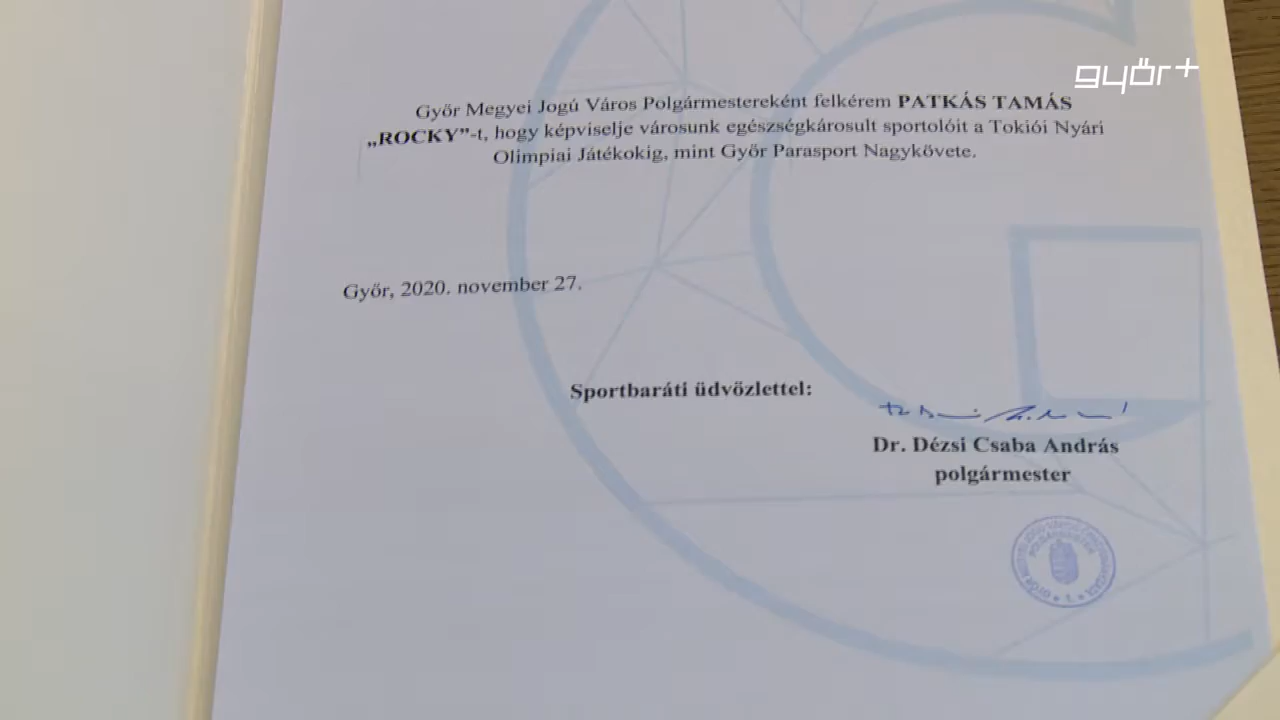 győr+
Győr Megyei Jogú Város Polgármestereként felkérem PATKÁS TAMÁS
„ROCKY”-t, hogy képviselje városunk egészségkárosult sportolóit a Tokiói Nyári
Olimpiai Játékokig, mint Győr Parasport Nagykövete.
Győr, 2020. november 27.
Sportbaráti üdvözlettel:
Dr. Dézsi Csaba András
polgármester